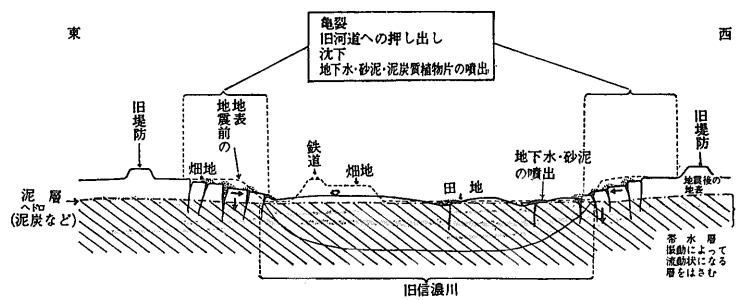 東
西
亀裂
旧河道への押し出し
沈下
地下水・砂泥・泥炭質植物片の噴出
旧堤防
畑地
地震前の
地表
鉄道
畑地
田地
地下水・砂泥
の噴出
旧堤防
地震後の
地表
泥層
ヘドロ
(泥炭など)
帯水層
振動によって
流動状になる
層をはさむ
旧信濃川